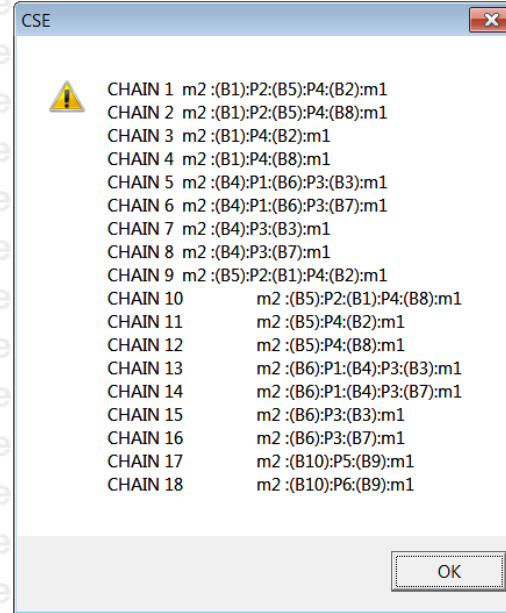 CSE
CHAIN 1 m2 :(B1):P2:(B5):P4:(B2):m1
CHAIN 2 m2 :(B1):P2:(B5):P4:(B8):m1
CHAIN 3 m2 :(B1):P4:(B2):m1
CHAIN 4 m2 :(B1):P4:(B8):m1
CHAIN 5 m2 :(B4):P1:(B6):P3:(B3):m1
CHAIN 6 m2 :(B4):P1:(B6):P3:(B7):m1
CHAIN 7 m2 :(B4):P3:(B3):m1
CHAIN 8 m2 :(B4):P3:(B7):m1
CHAIN 9 m2 :(B5):P2:(B1):P4:(B2):m1
CHAIN 10 m2 :(B5):P2:(B1):P4:(B8):m1
CHAIN 11 m2 :(B5):P4:(B2):m1
CHAIN 12 m2 :(B5):P4:(B8):m1
CHAIN 13 m2 :(B6):P1:(B4):P3:(B3):m1
CHAIN 14 m2 :(B6):P1:(B4):P3:(B7):m1
CHAIN 15 m2 :(B6):P3:(B3):m1
CHAIN 16 m2 :(B6):P3:(B7):m1
CHAIN 17 m2 :(B10):P5:(B9):m1
CHAIN 18 m2 :(B10):P6:(B9):m1
OK